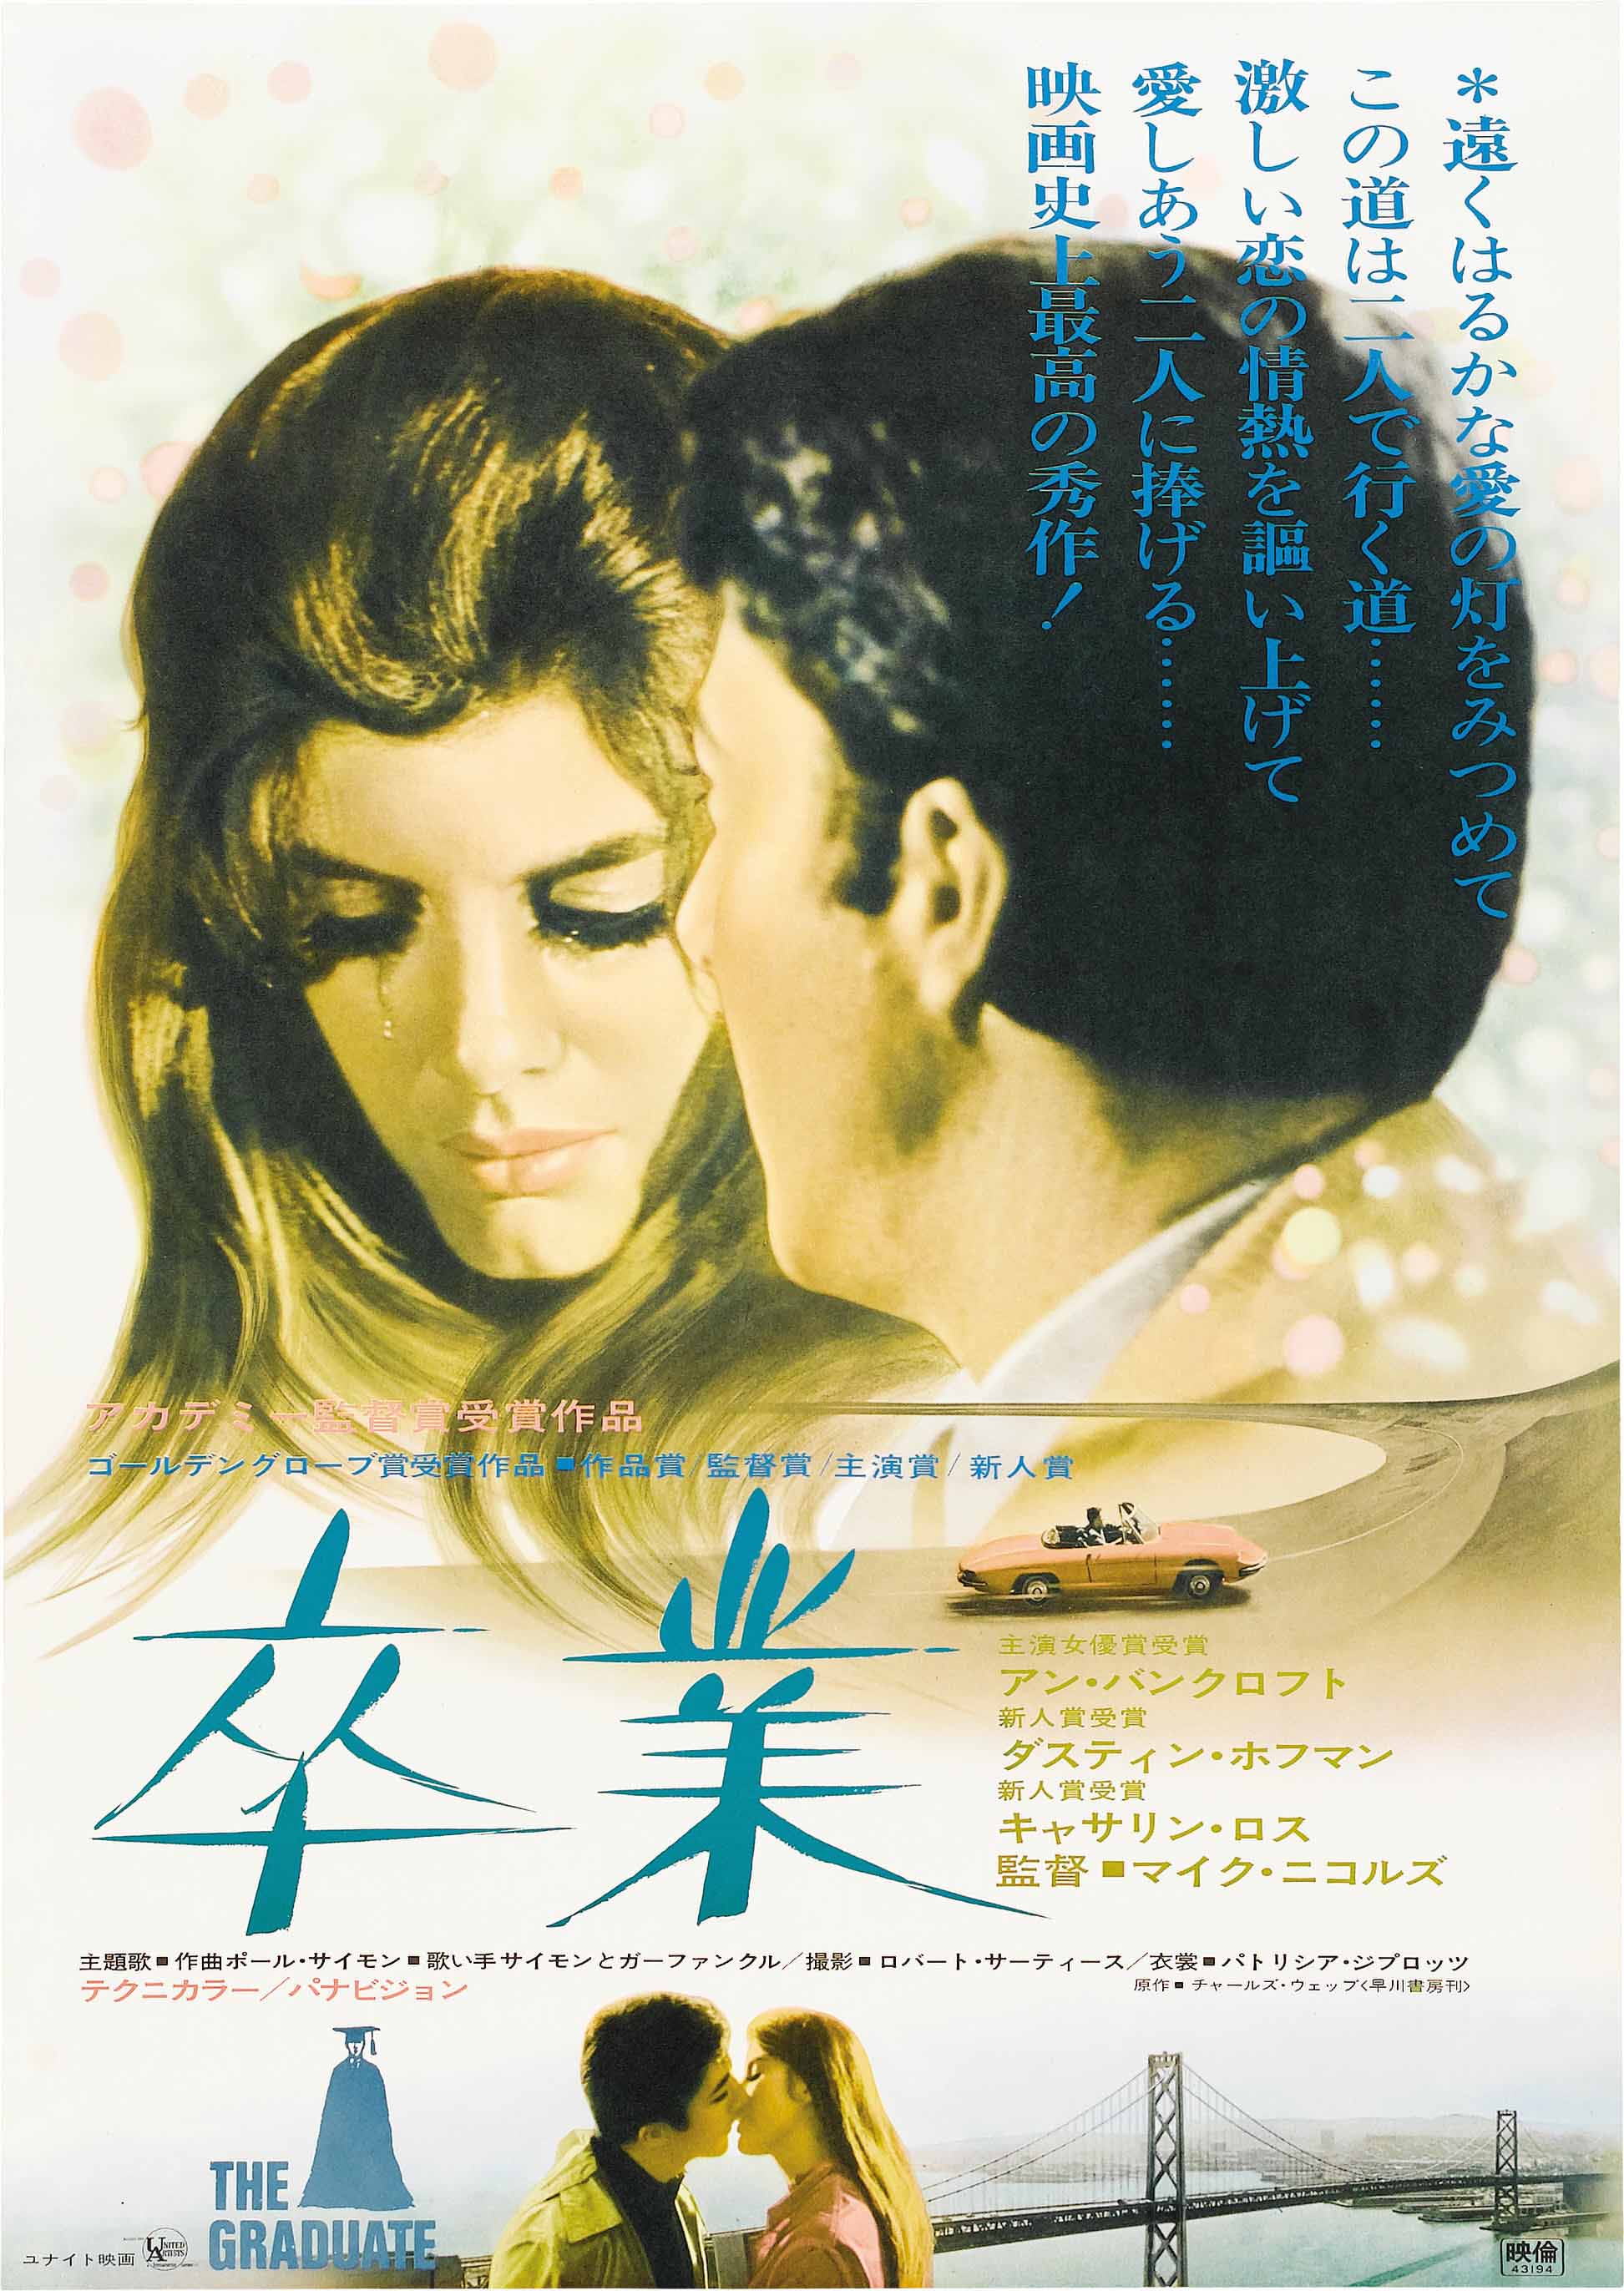 ＊遠くはるかな愛の灯をみつめて
この道は二人で行く道……
激しい恋の情熱を謳い上げて
愛しあう二人に捧げる……
映画史上最高の秀作！
アカデミー監督賞受賞作品
ゴールデングローブ賞受賞作品■作品賞/監督賞/主演賞/新人賞
卒業
主演女優賞受賞
アン・バンクロフト
新人賞受賞
ダスティン・ホフマン
新人賞受賞
キャサリン・ロス
監督■マイク・ニコルズ
主題歌■作曲ポール・サイモン■歌い手サイモンとガーファンクル／撮影■ロバート・サーティース／衣裳■パトリシア・ジプロッツ
テクニカラー／パナビジョン
原作■チャールズ・ウェッブ〈早川書房刊〉
THE
GRADUATE
ユナイト映画
UNITED
ARTISTS
映倫
43194